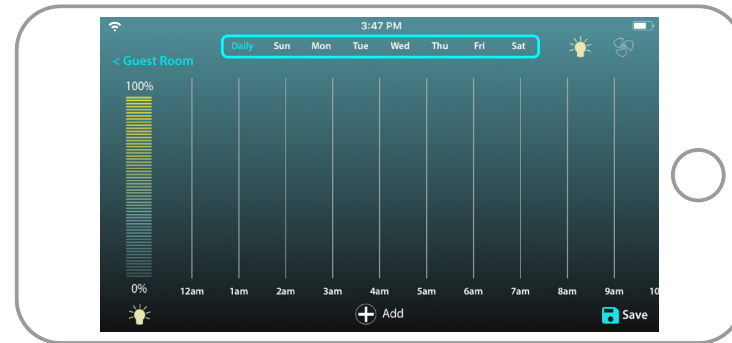 3:47 PM
Daily Sun Mon Tue Wed Thu Fri Sat
< Guest Room
100%
0%
12am 1am 2am 3am 4am 5am 6am 7am 8am 9am 10
Add
Save